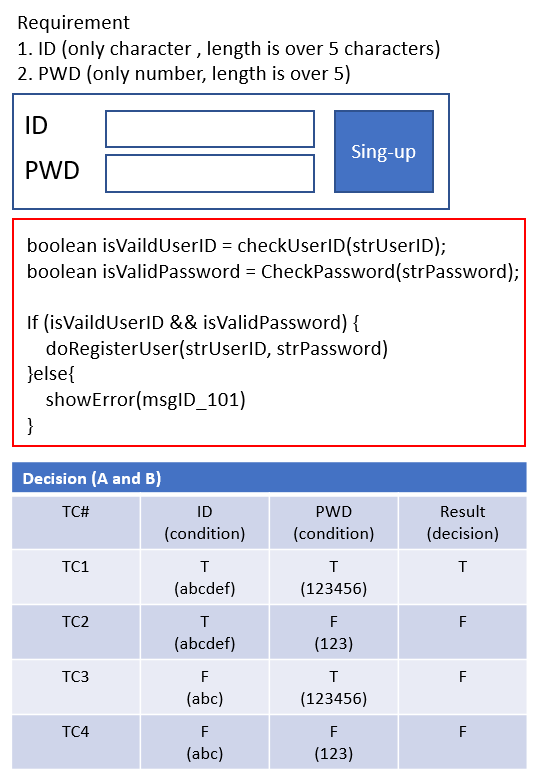 Requirement
1. ID (only character , length is over 5 characters)
2. PWD (only number, length is over 5)
ID
PWD
Sing-up
boolean isVaildUserID = checkUserID(strUserID);
boolean isValidPassword = CheckPassword(strPassword);
If (isVaildUserID && isValidPassword) {
doRegisterUser(strUserID, strPassword)
}else{
showError(msgID_101)
}
Decision (A and B)
TC# ID PWD Result
(condition) (condition) (decision)
TC1 T T T
(abcdef) (123456)
TC2 T F F
(abcdef) (123)
TC3 F T F
(abc) (123456)
TC4 F F F
(abc) (123)